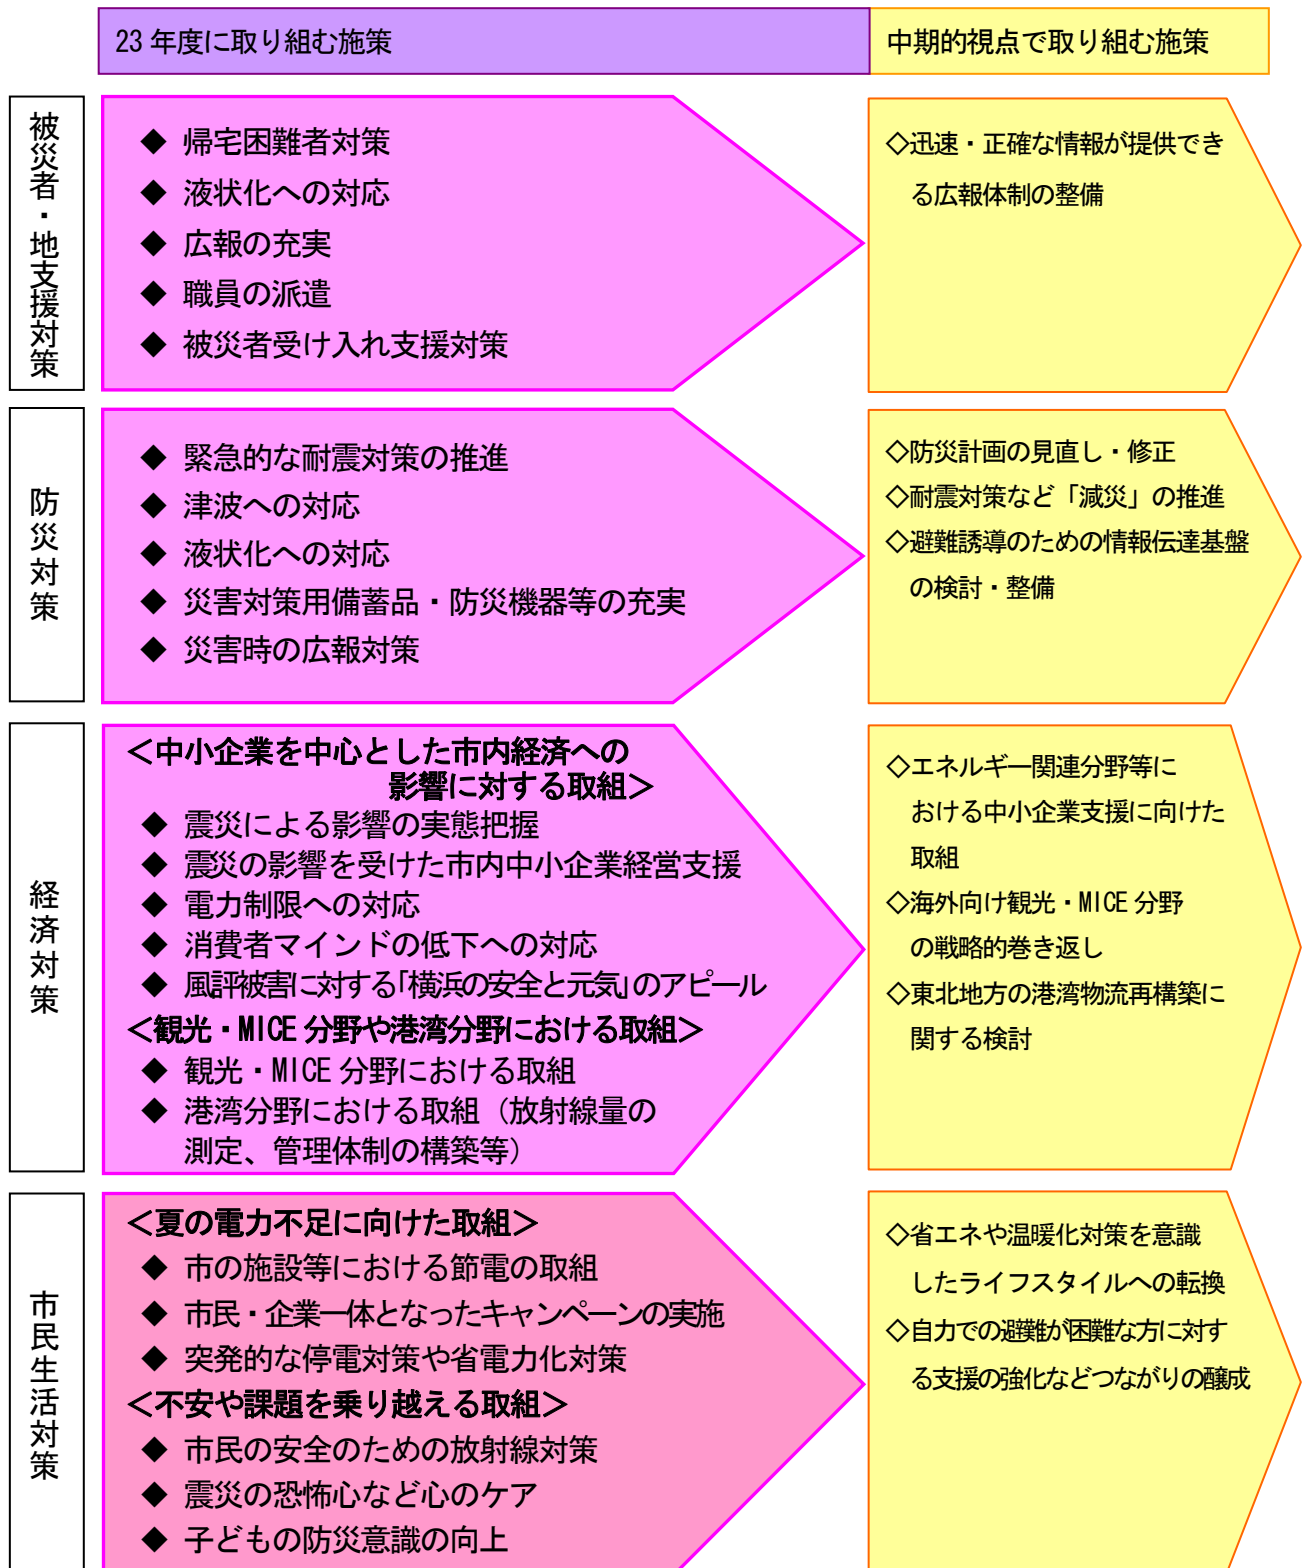 23年度に取り組む施策
中期的視点で取り組む施策
被災者・地支援対策
◆ 帰宅困難者対策
◆ 液状化への対応
◆ 広報の充実
◆ 職員の派遣
◆ 被災者受け入れ支援対策
◇迅速・正確な情報が提供でき
る広報体制の整備
防災対策
◆ 緊急的な耐震対策の推進
◆ 津波への対応
◆ 液状化への対応
◆ 災害対策用備蓄品・防災機器等の充実
◆ 災害時の広報対策
◇防災計画の見直し・修正
◇耐震対策など「減災」の推進
◇避難誘導のための情報伝達基盤
の検討・整備
経済対策
＜中小企業を中心とした市内経済への
影響に対する取組＞
◆ 震災による影響の実態把握
◆ 震災の影響を受けた市内中小企業経営支援
◆ 電力制限への対応
◆ 消費者マインドの低下への対応
◆ 風評被害に対する「横浜の安全と元気」のアピール
＜観光・MICE分野や港湾分野における取組＞
◆ 観光・MICE分野における取組
◆ 港湾分野における取組（放射線量の
測定、管理体制の構築等）
◇エネルギー関連分野等に
おける中小企業支援に向けた
取組
◇海外向け観光・MICE分野
の戦略的巻き返し
◇東北地方の港湾物流再構築に
関する検討
市民生活対策
＜夏の電力不足に向けた取組＞
◆ 市の施設等における節電の取組
◆ 市民・企業一体となったキャンペーンの実施
◆ 突発的な停電対策や省電力化対策
＜不安や課題を乗り越える取組＞
◆ 市民の安全のための放射線対策
◆ 震災の恐怖心など心のケア
◆ 子どもの防災意識の向上
◇省エネや温暖化対策を意識
したライフスタイルへの転換
◇自力での避難が困難な方に対す
る支援の強化などつながりの醸成